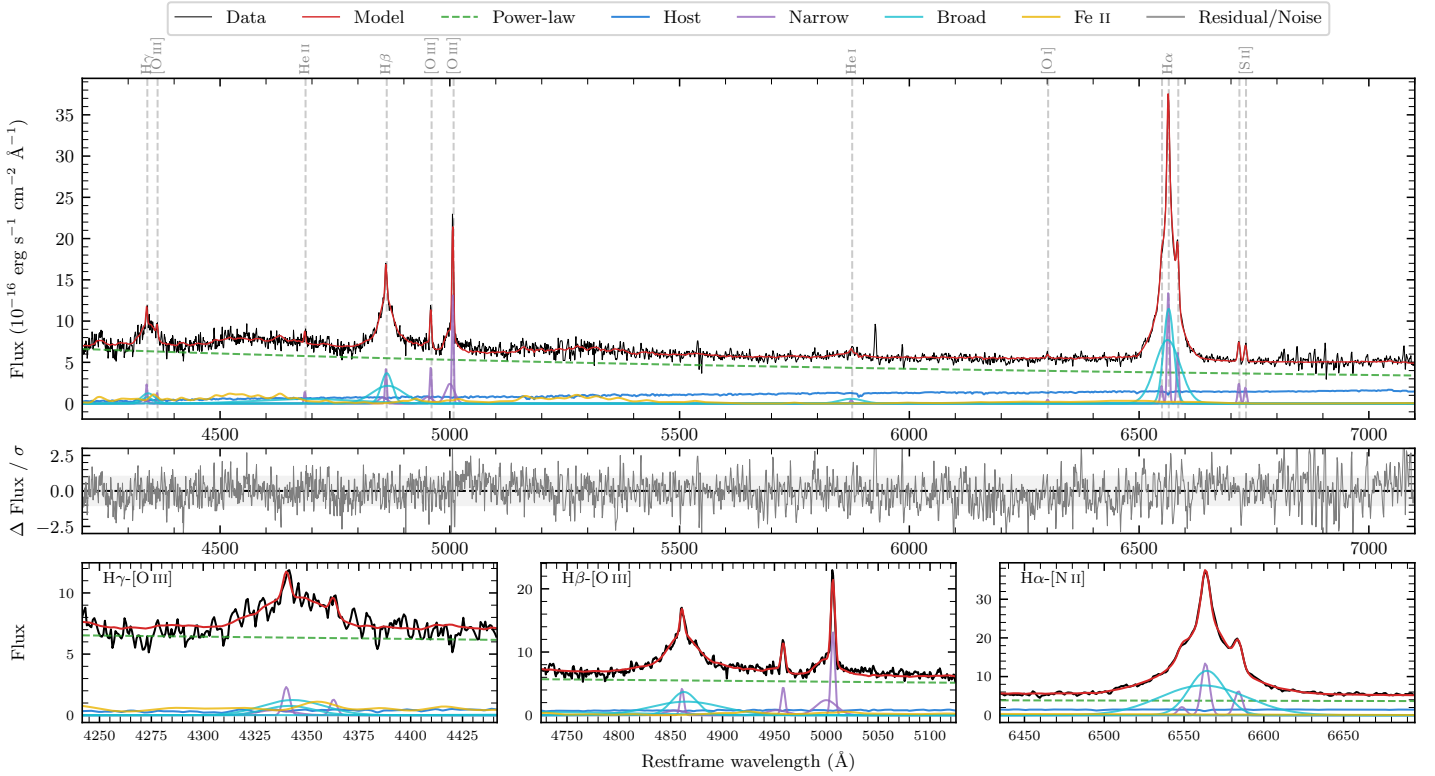 Data Model Power-law Host Narrow Broad Fe II Residual/Noise
Hγ [O III] He II Hβ [O III] [O III] He I [O I] Hα [S II]
Flux (10⁻¹⁶ erg s⁻¹ cm⁻² Å⁻¹)
35
30
25
20
15
10
5
0
4500 5000 5500 6000 6500 7000
Δ Flux / σ
2.5
0.0
−2.5
4500 5000 5500 6000 6500 7000
Flux
Hγ-[O III]
10
5
0
4250 4275 4300 4325 4350 4375 4400 4425
Hβ-[O III]
20
10
0
4750 4800 4850 4900 4950 5000 5050 5100
Hα-[N II]
30
20
10
0
6450 6500 6550 6600 6650
Restframe wavelength (Å)